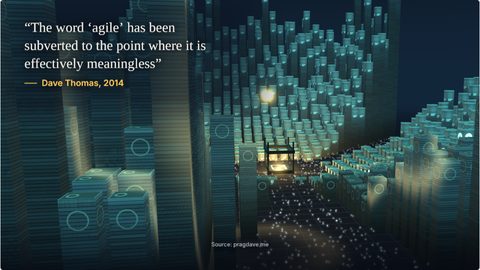 “The word ‘agile’ has been
subverted to the point where it is
effectively meaningless”
— Dave Thomas, 2014
Source: pragdave.me